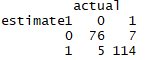 actual
estimate1 0 1
0 76 7
1 5 114